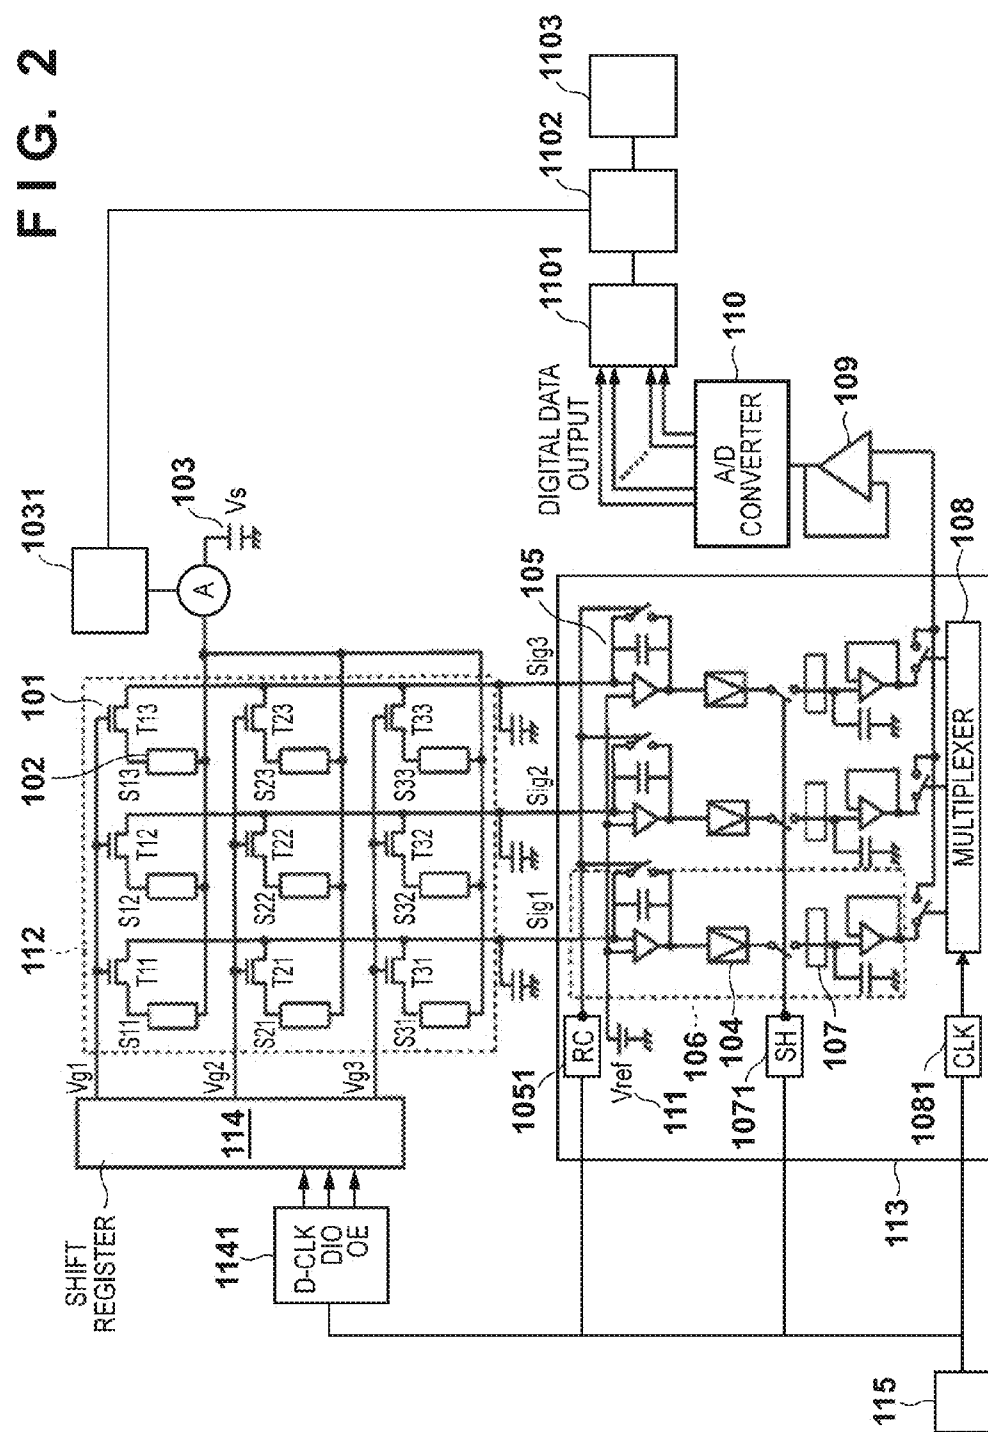 FIG. 2
1031
103
Vs
101
102
112
T11
T12
T13
S11
S12
S13
Vg1
T21
T22
T23
S21
S22
S23
Vg2
T31
T32
T33
S31
S32
S33
Vg3
A
SHIFT
REGISTER
114
1141
D-CLK
DIO
OE
Sig1
Sig2
Sig3
105
1051
RC
Vref
111
106
104
1071
SH
107
1081
CLK
MULTIPLEXER
108
109
110
A/D
CONVERTER
DIGITAL DATA
OUTPUT
1101
1102
1103
113
115